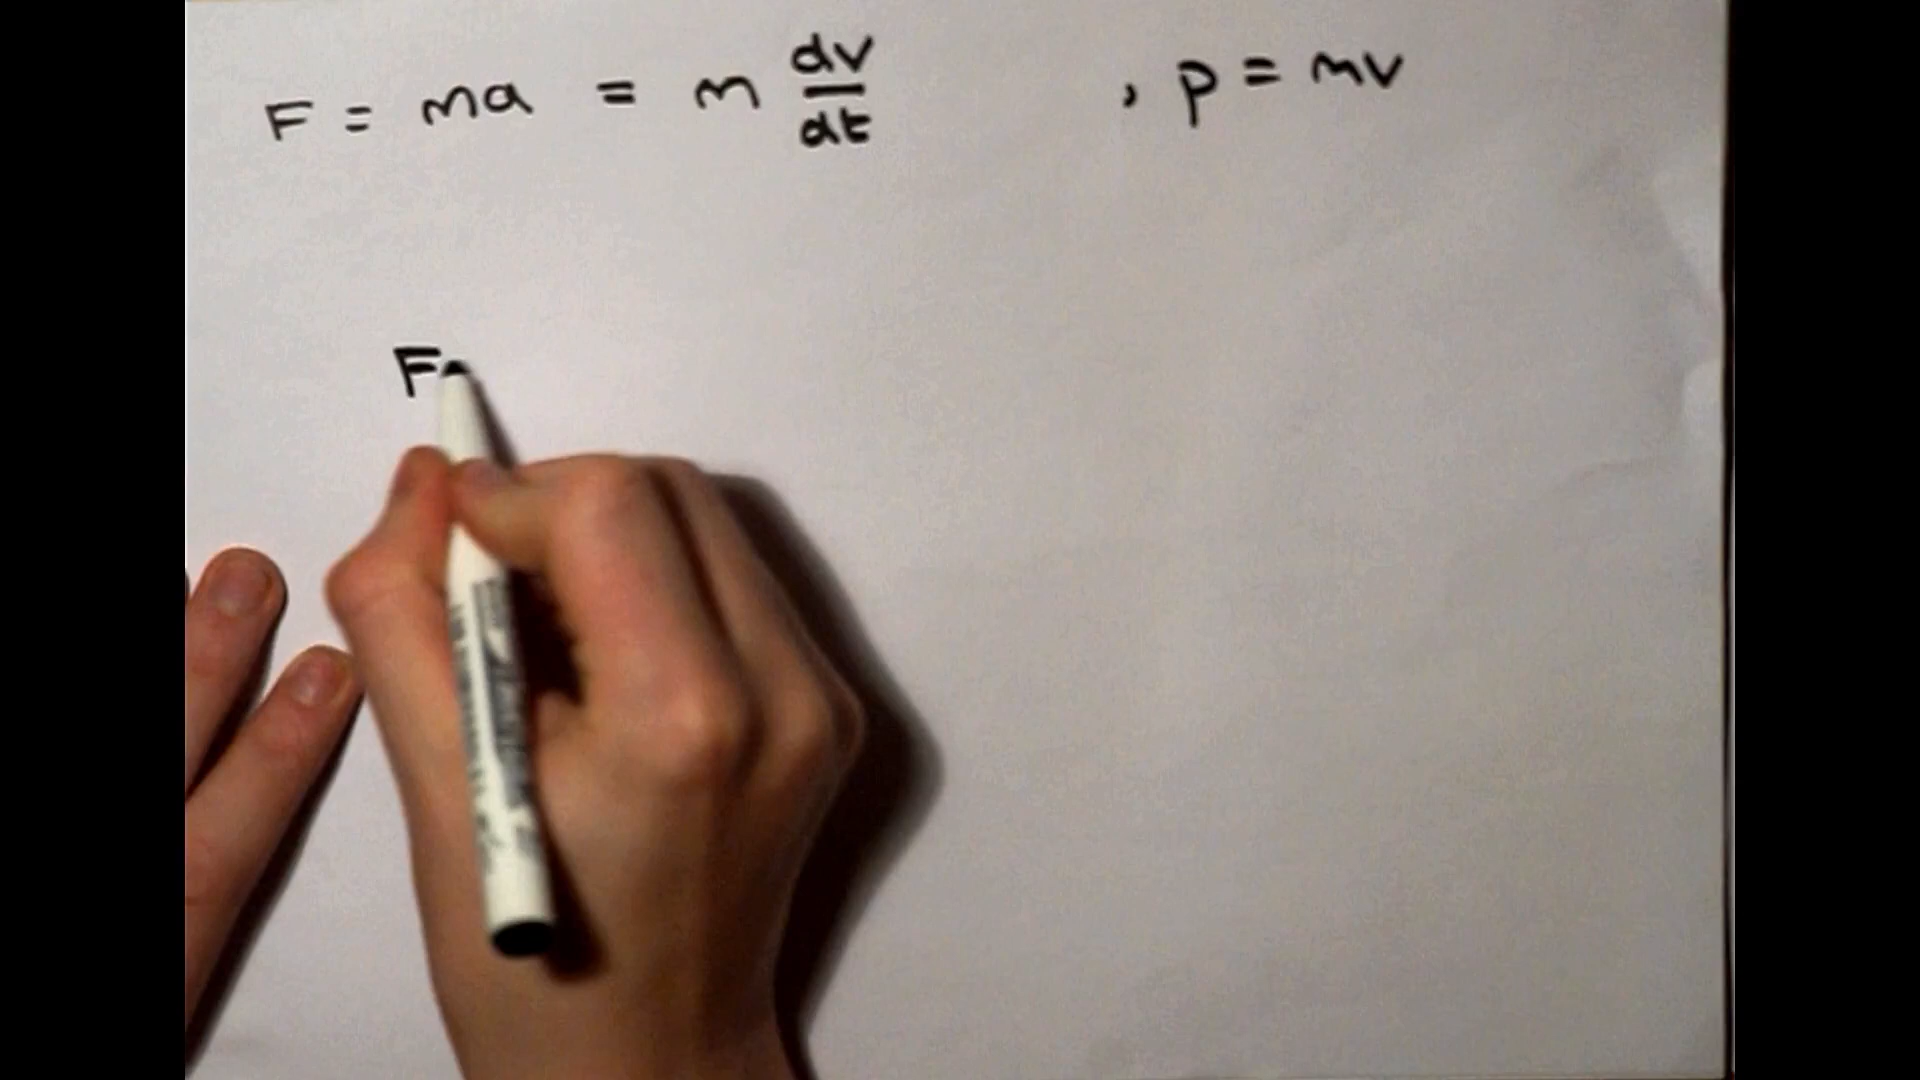 F = ma = m dv/dt , p = mv
F